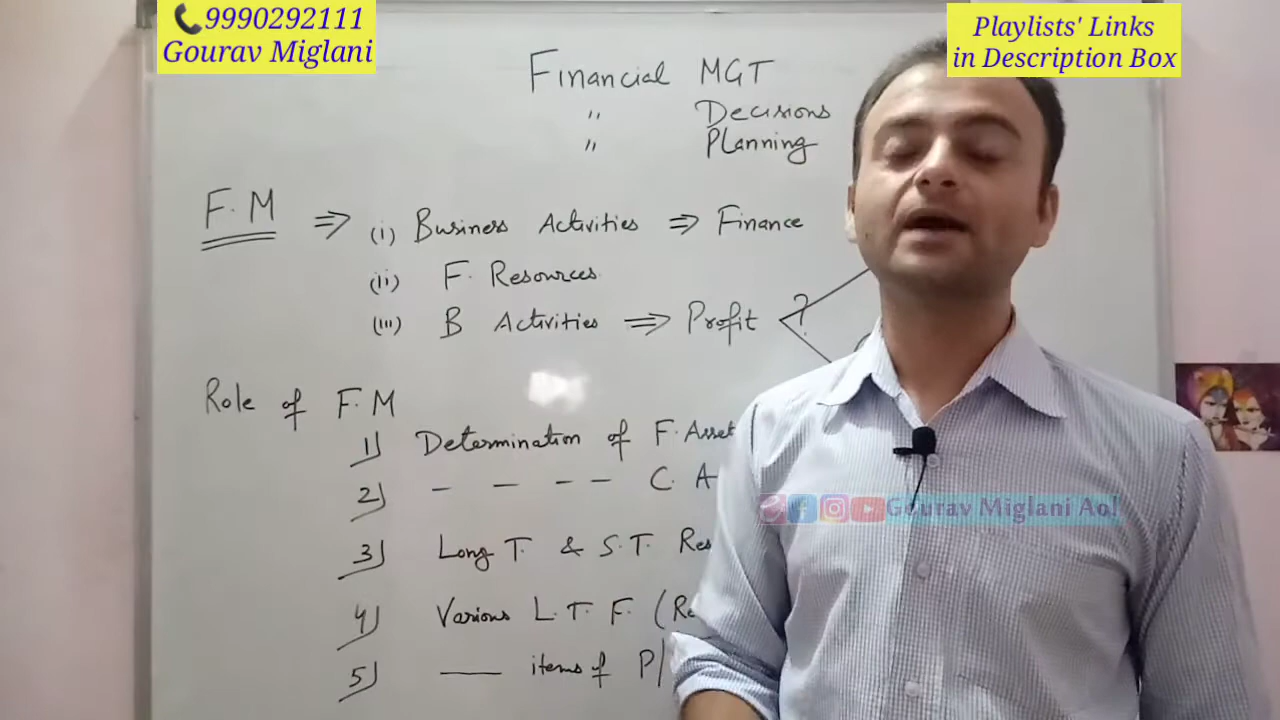 9990292111
Gourav Miglani
Playlists' Links
in Description Box
Financial MGT
" Decisions
" Planning
F.M ⇒ (i) Business Activities ⇒ Finance
(ii) F. Resources
(iii) B Activities ⇒ Profit ?
Role of F.M
1) Determination of F. Asset
2) — — — — C. A
3) Long T. & S.T. Res
4) Various L.T.F. (Re
5) — items of P/
Gourav Miglani AoI